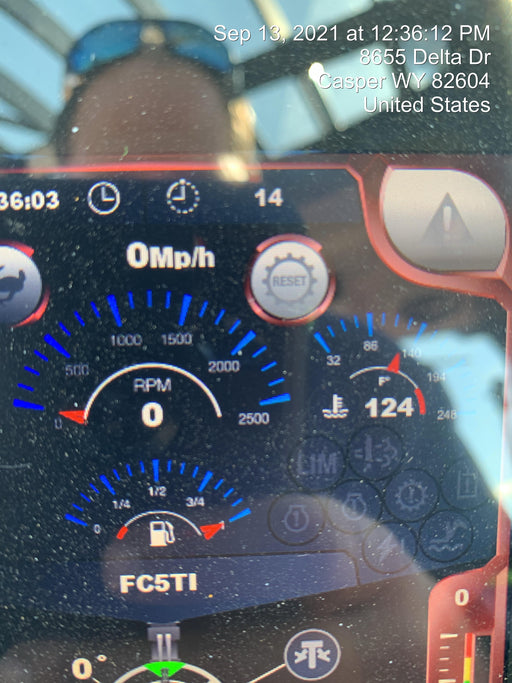 Sep 13, 2021 at 12:36:12 PM
8655 Delta Dr
Casper WY 82604
United States
36:03
14
0Mp/h
RESET
0 500 1000 1500 2000 2500
RPM
0
32 86 140 194 248
F°
124
0 1/4 1/2 3/4
LIM
FC5TI
0
0°